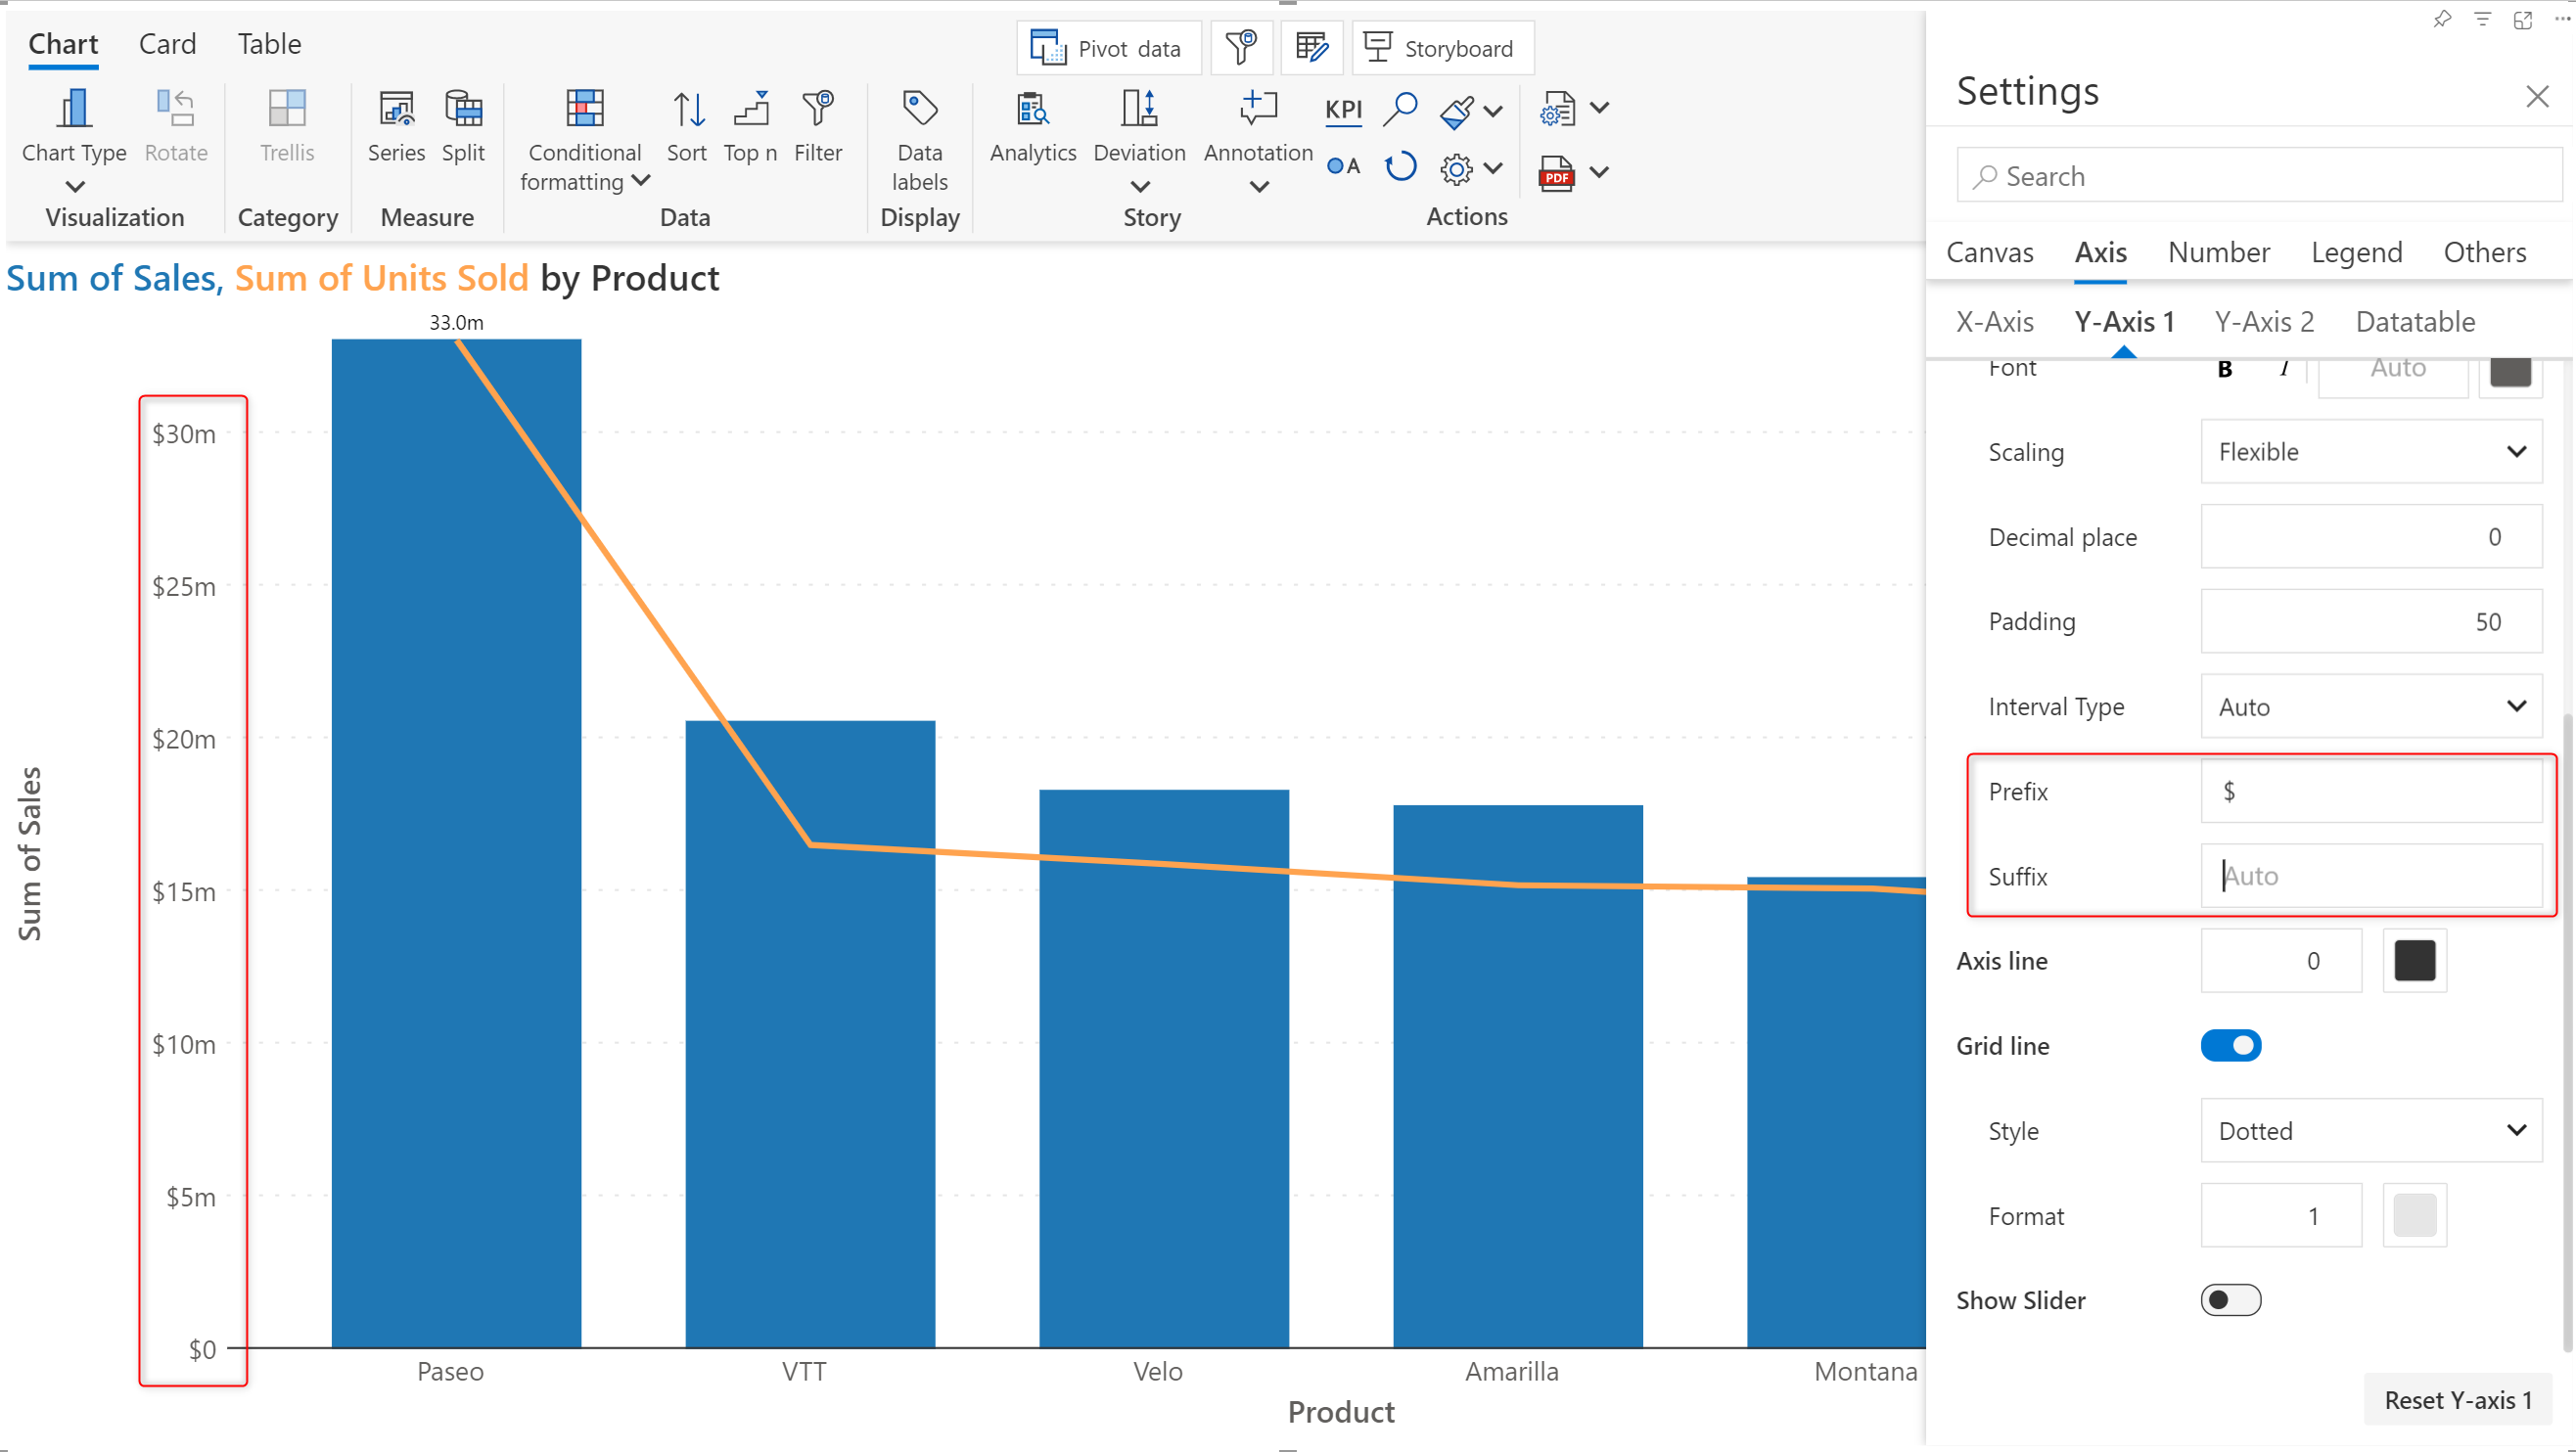 Chart Card Table
Pivot data
Storyboard
Chart Type
Rotate
Trellis
Series
Split
Conditional
formatting
Sort
Top n
Filter
Data
labels
Analytics
Deviation
Annotation
KPI
A
PDF
Visualization
Category
Measure
Data
Display
Story
Actions
Sum of Sales, Sum of Units Sold by Product
33.0m
$30m
$25m
$20m
$15m
$10m
$5m
$0
Sum of Sales
Paseo
VTT
Velo
Amarilla
Montana
Product
Settings
Search
Canvas Axis Number Legend Others
X-Axis Y-Axis 1 Y-Axis 2 Datatable
Font B I Auto
Scaling Flexible
Decimal place 0
Padding 50
Interval Type Auto
Prefix $
Suffix Auto
Axis line 0
Grid line
Style Dotted
Format 1
Show Slider
Reset Y-axis 1